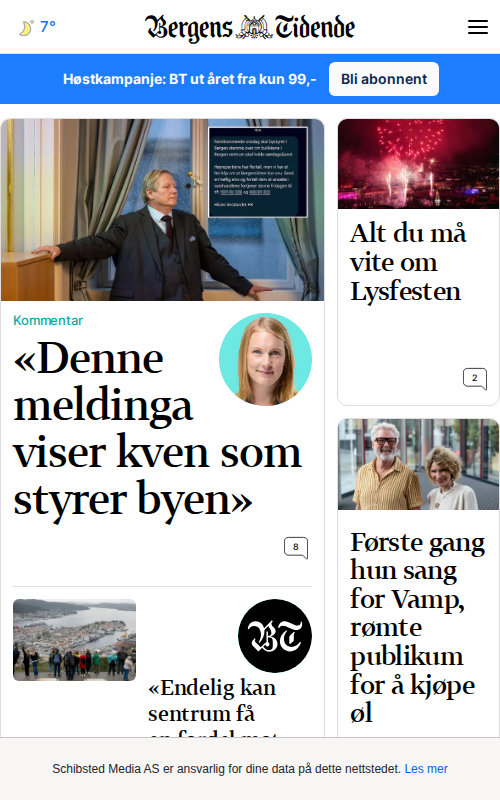 7°
Bergens Tidende
Høstkampanje: BT ut året fra kun 99,-
Bli abonnent
Kommentar
«Denne
meldinga
viser kven som
styrer byen»
8
BT
«Endelig kan
sentrum få
Alt du må
vite om
Lysfesten
2
Første gang
hun sang
for Vamp,
rømte
publikum
for å kjøpe
øl
Schibsted Media AS er ansvarlig for dine data på dette nettstedet. Les mer